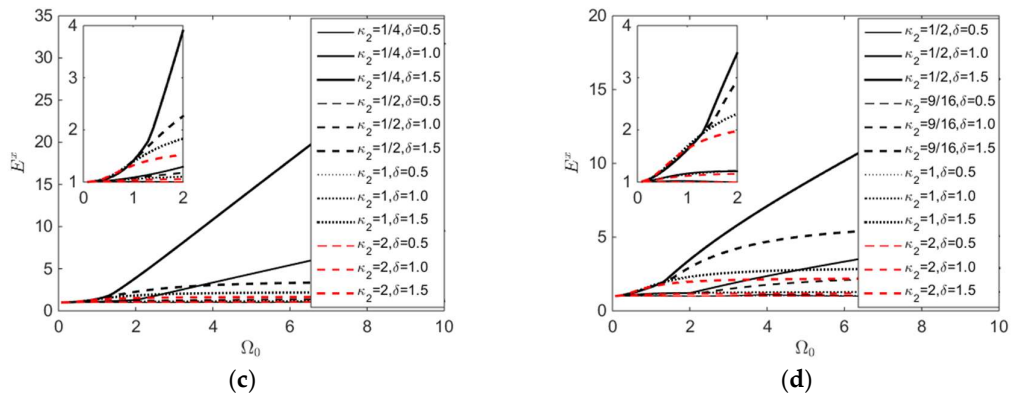 35
30
25
20
15
10
5
0
E^x
4
3
2
1
0
1
2
κ₂=1/4,δ=0.5
κ₂=1/4,δ=1.0
κ₂=1/4,δ=1.5
κ₂=1/2,δ=0.5
κ₂=1/2,δ=1.0
κ₂=1/2,δ=1.5
κ₂=1,δ=0.5
κ₂=1,δ=1.0
κ₂=1,δ=1.5
κ₂=2,δ=0.5
κ₂=2,δ=1.0
κ₂=2,δ=1.5
0 2 4 6 8 10
Ω₀
(c)
20
15
10
5
0
E^x
4
3
2
1
0
1
2
κ₂=1/2,δ=0.5
κ₂=1/2,δ=1.0
κ₂=1/2,δ=1.5
κ₂=9/16,δ=0.5
κ₂=9/16,δ=1.0
κ₂=9/16,δ=1.5
κ₂=1,δ=0.5
κ₂=1,δ=1.0
κ₂=1,δ=1.5
κ₂=2,δ=0.5
κ₂=2,δ=1.0
κ₂=2,δ=1.5
0 2 4 6 8 10
Ω₀
(d)